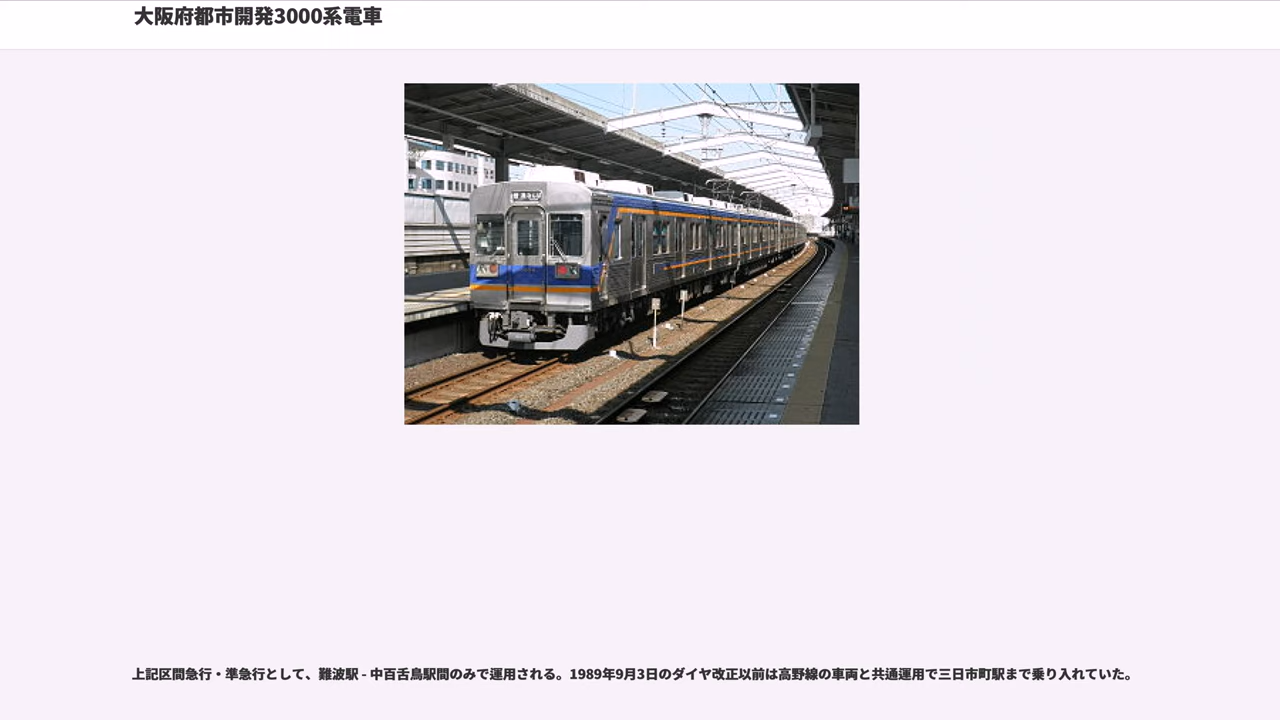 大阪府都市開発3000系電車
上記区間急行・準急行として、難波駅 - 中百舌鳥駅間のみで運用される。1989年9月3日のダイヤ改正以前は高野線の車両と共通運用で三日市町駅まで乗り入れていた。